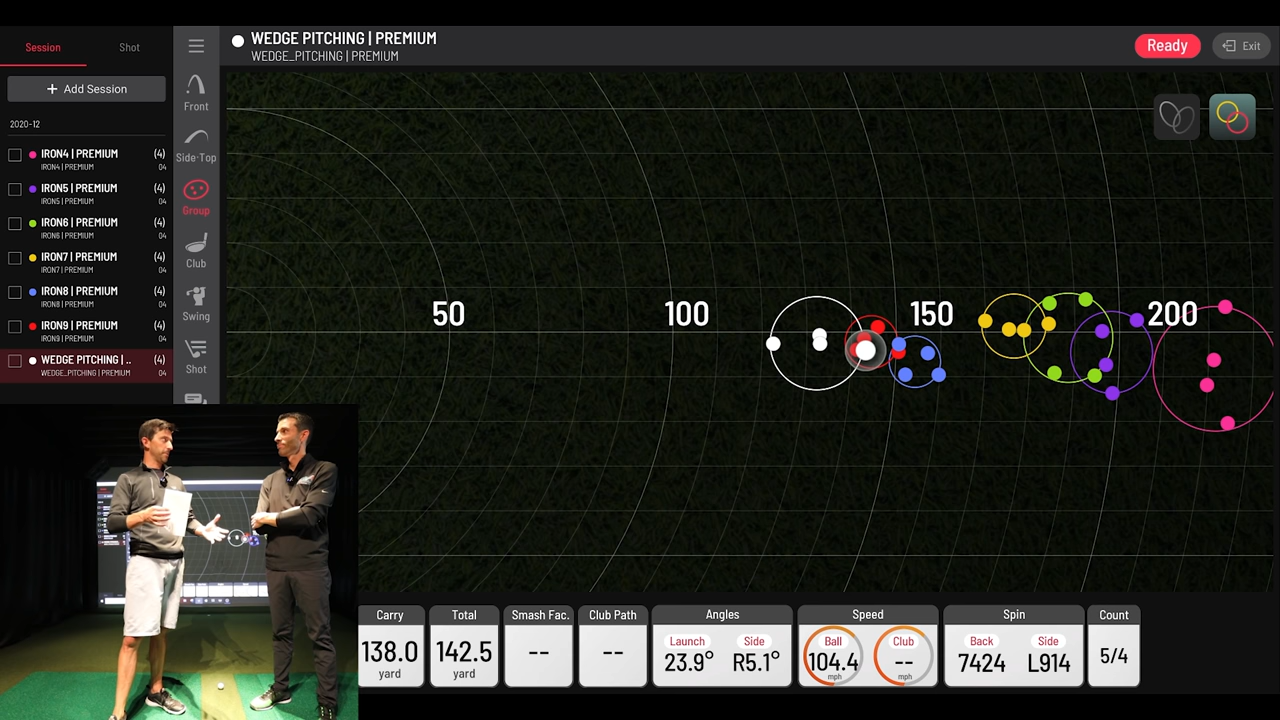 Session
Shot
Add Session
2020-12
IRON4 | PREMIUM (4)
IRON4 | PREMIUM 04
IRON5 | PREMIUM (4)
IRON5 | PREMIUM 04
IRON6 | PREMIUM (4)
IRON6 | PREMIUM 04
IRON7 | PREMIUM (4)
IRON7 | PREMIUM 04
IRON8 | PREMIUM (4)
IRON8 | PREMIUM 04
IRON9 | PREMIUM (4)
IRON9 | PREMIUM 04
WEDGE PITCHING | .. (4)
WEDGE_PITCHING | PREMIUM 04
Front
Side·Top
Group
Club
Swing
Shot
WEDGE PITCHING | PREMIUM
WEDGE_PITCHING | PREMIUM
Ready
Exit
50 100 150 200
Carry
138.0
yard
Total
142.5
yard
Smash Fac.
--
Club Path
--
Angles
Launch Side
23.9° R5.1°
Speed
Ball Club
104.4 --
mph mph
Spin
Back Side
7424 L914
Count
5/4